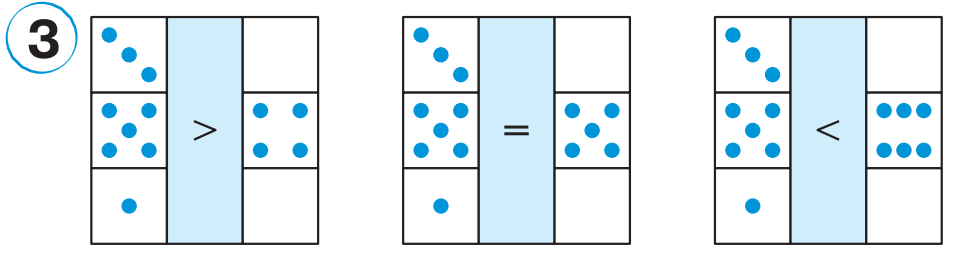 3
> = <